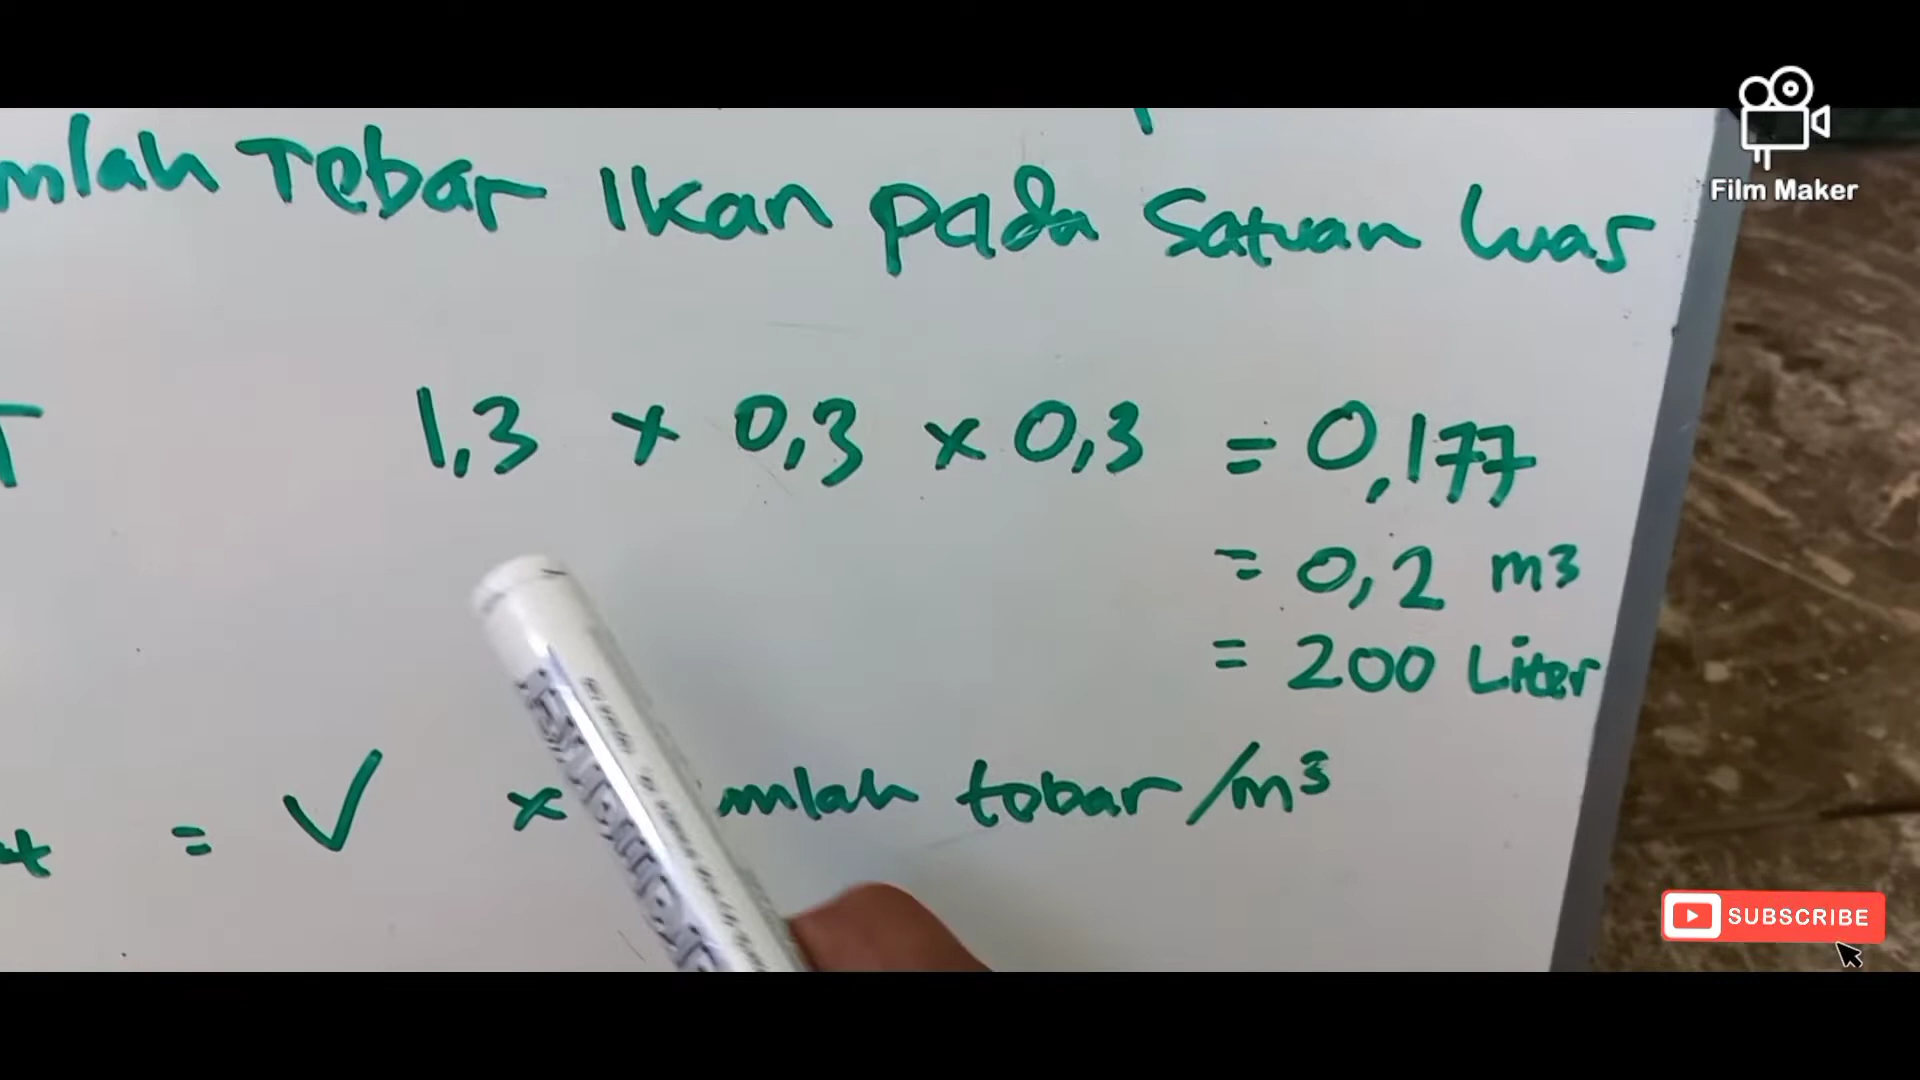 Film Maker
mlah Tebar Ikan pada Satuan Luas
T 1,3 x 0,3 x 0,3 = 0,177
= 0,2 m3
= 200 Liter
= V x mlah tobar/m3
SUBSCRIBE